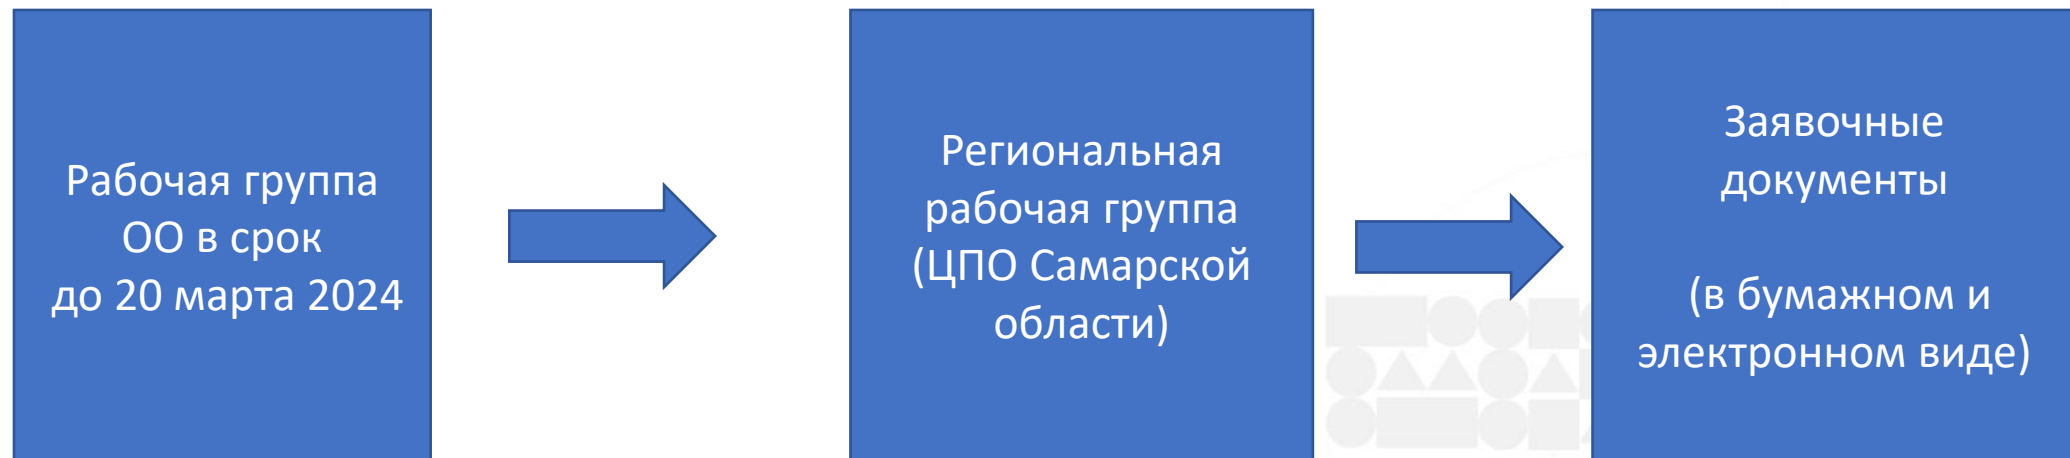 Рабочая группа
ОО в срок
до 20 марта 2024
Региональная
рабочая группа
(ЦПО Самарской
области)
Заявочные
документы
(в бумажном и
электронном виде)